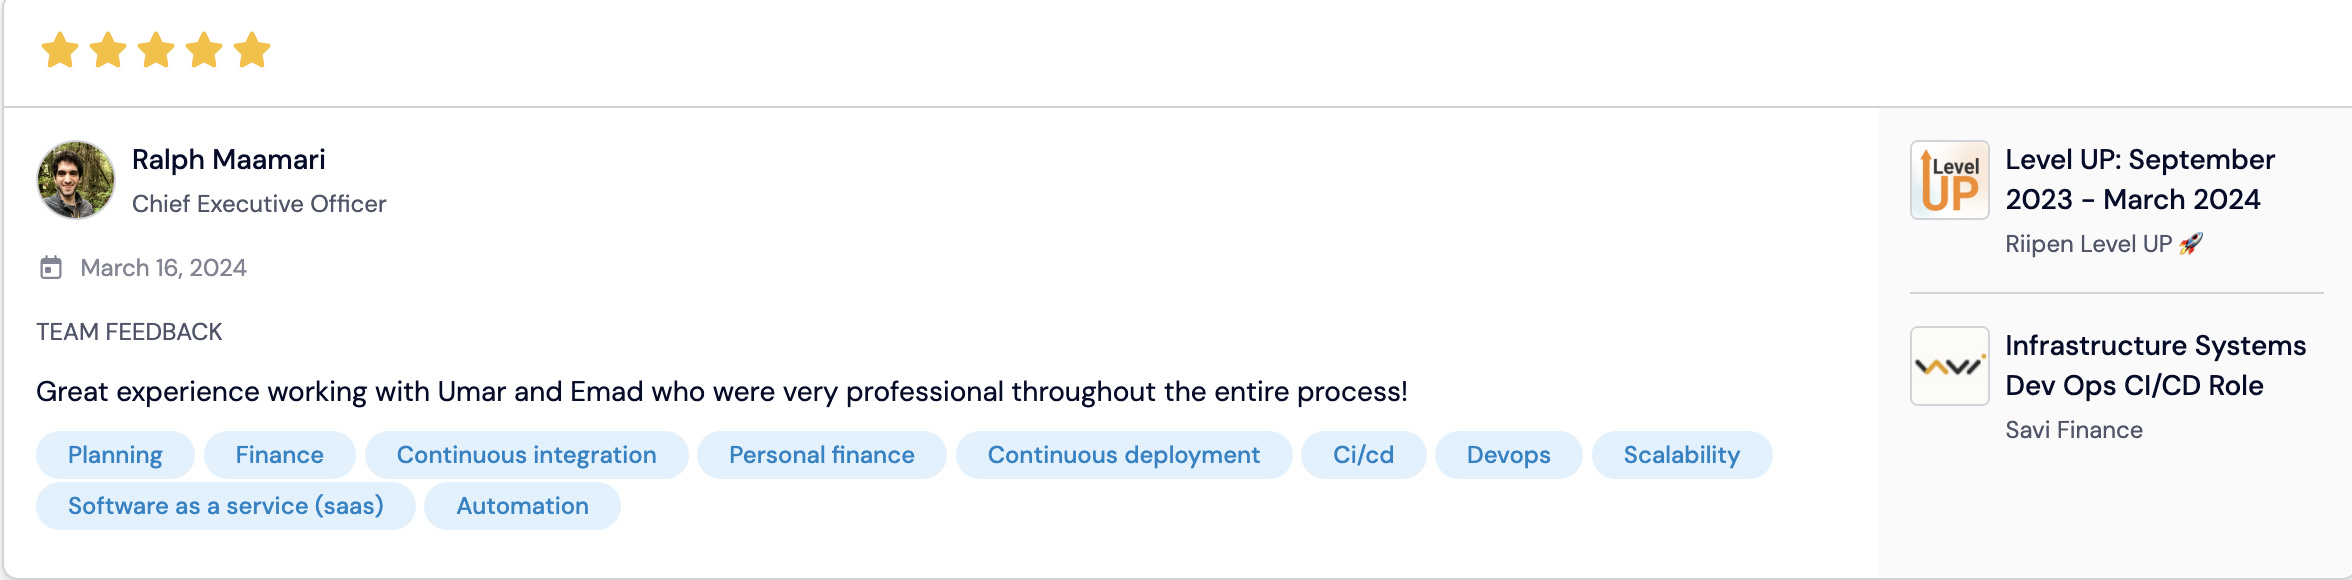 Ralph Maamari
Chief Executive Officer
March 16, 2024
TEAM FEEDBACK
Great experience working with Umar and Emad who were very professional throughout the entire process!
Planning Finance Continuous integration Personal finance Continuous deployment Ci/cd Devops Scalability
Software as a service (saas) Automation
Level UP
Level UP: September
2023 - March 2024
Riipen Level UP 🚀
SAVVI
Infrastructure Systems
Dev Ops CI/CD Role
Savi Finance